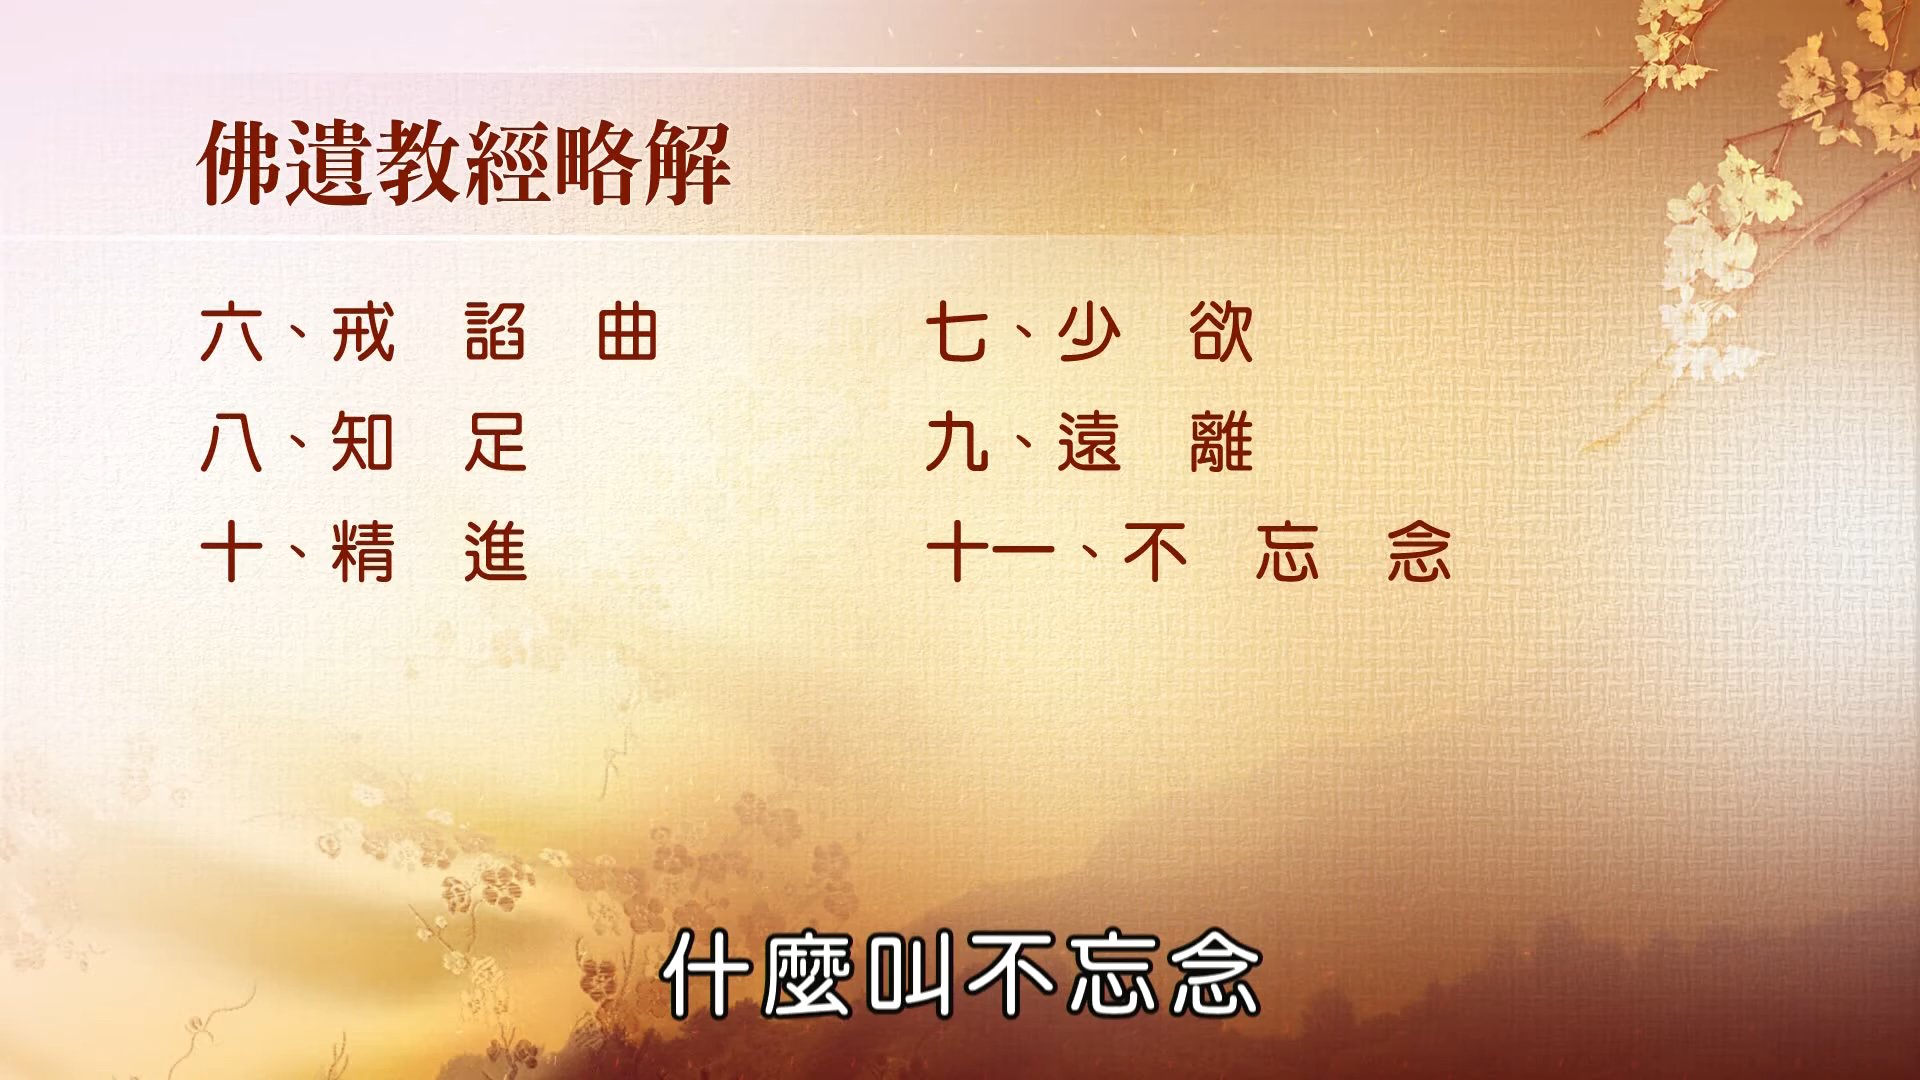 佛遺教經略解
六、戒 諂 曲 七、少 欲
八、知 足 九、遠 離
十、精 進 十一、不 忘 念
什麼叫不忘念